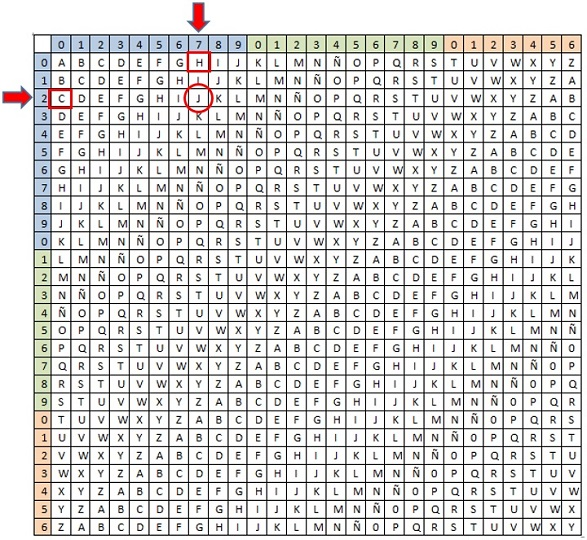 0 1 2 3 4 5 6 7 8 9 0 1 2 3 4 5 6 7 8 9 0 1 2 3 4 5 6
0 A B C D E F G H I J K L M N Ñ O P Q R S T U V W X Y Z
1 B C D E F G H I J K L M N Ñ O P Q R S T U V W X Y Z A
2 C D E F G H I J K L M N Ñ O P Q R S T U V W X Y Z A B
3 D E F G H I J K L M N Ñ O P Q R S T U V W X Y Z A B C
4 E F G H I J K L M N Ñ O P Q R S T U V W X Y Z A B C D
5 F G H I J K L M N Ñ O P Q R S T U V W X Y Z A B C D E
6 G H I J K L M N Ñ O P Q R S T U V W X Y Z A B C D E F
7 H I J K L M N Ñ O P Q R S T U V W X Y Z A B C D E F G
8 I J K L M N Ñ O P Q R S T U V W X Y Z A B C D E F G H
9 J K L M N Ñ O P Q R S T U V W X Y Z A B C D E F G H I
0 K L M N Ñ O P Q R S T U V W X Y Z A B C D E F G H I J
1 L M N Ñ O P Q R S T U V W X Y Z A B C D E F G H I J K
2 M N Ñ O P Q R S T U V W X Y Z A B C D E F G H I J K L
3 N Ñ O P Q R S T U V W X Y Z A B C D E F G H I J K L M
4 Ñ O P Q R S T U V W X Y Z A B C D E F G H I J K L M N
5 O P Q R S T U V W X Y Z A B C D E F G H I J K L M N Ñ
6 P Q R S T U V W X Y Z A B C D E F G H I J K L M N Ñ O
7 Q R S T U V W X Y Z A B C D E F G H I J K L M N Ñ O P
8 R S T U V W X Y Z A B C D E F G H I J K L M N Ñ O P Q
9 S T U V W X Y Z A B C D E F G H I J K L M N Ñ O P Q R
0 T U V W X Y Z A B C D E F G H I J K L M N Ñ O P Q R S
1 U V W X Y Z A B C D E F G H I J K L M N Ñ O P Q R S T
2 V W X Y Z A B C D E F G H I J K L M N Ñ O P Q R S T U
3 W X Y Z A B C D E F G H I J K L M N Ñ O P Q R S T U V
4 X Y Z A B C D E F G H I J K L M N Ñ O P Q R S T U V W
5 Y Z A B C D E F G H I J K L M N Ñ O P Q R S T U V W X
6 Z A B C D E F G H I J K L M N Ñ O P Q R S T U V W X Y